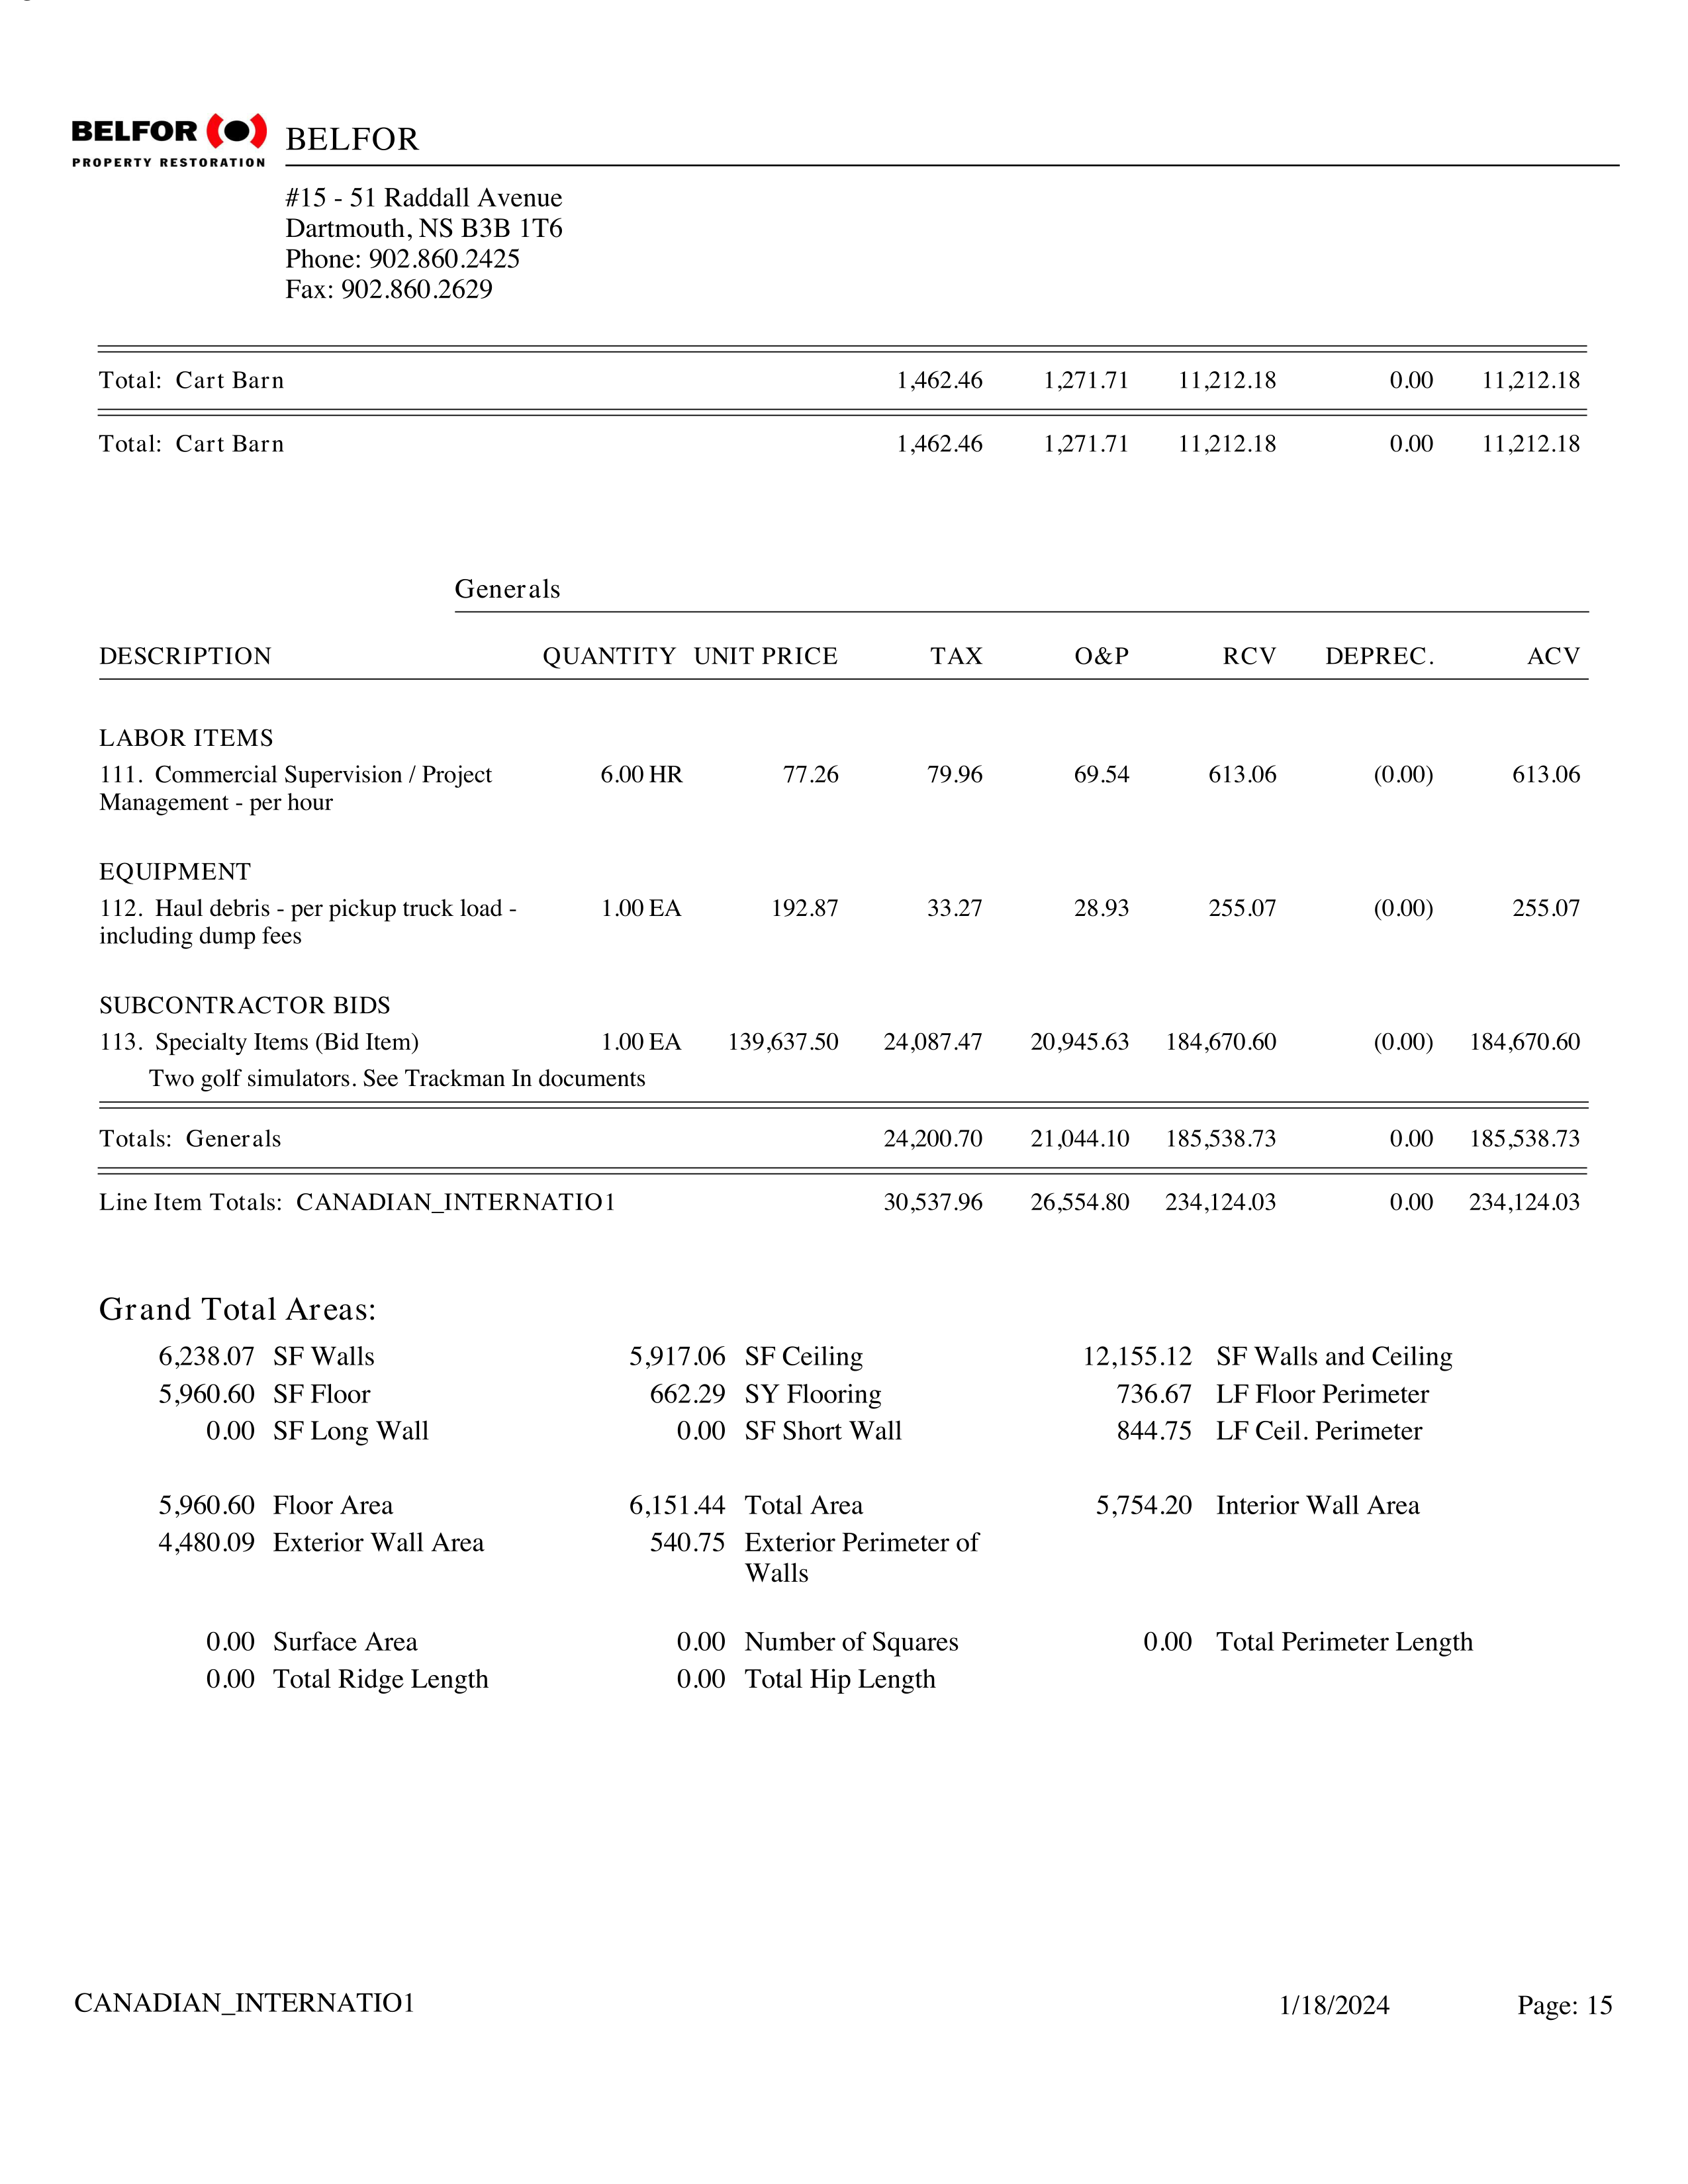 BELFOR
PROPERTY RESTORATION
BELFOR
#15 - 51 Raddall Avenue
Dartmouth, NS B3B 1T6
Phone: 902.860.2425
Fax: 902.860.2629
Total: Cart Barn 1,462.46 1,271.71 11,212.18 0.00 11,212.18
Total: Cart Barn 1,462.46 1,271.71 11,212.18 0.00 11,212.18
Generals
DESCRIPTION QUANTITY UNIT PRICE TAX O&P RCV DEPREC. ACV
LABOR ITEMS
111. Commercial Supervision / Project 6.00 HR 77.26 79.96 69.54 613.06 (0.00) 613.06
Management - per hour
EQUIPMENT
112. Haul debris - per pickup truck load - 1.00 EA 192.87 33.27 28.93 255.07 (0.00) 255.07
including dump fees
SUBCONTRACTOR BIDS
113. Specialty Items (Bid Item) 1.00 EA 139,637.50 24,087.47 20,945.63 184,670.60 (0.00) 184,670.60
Two golf simulators. See Trackman In documents
Totals: Generals 24,200.70 21,044.10 185,538.73 0.00 185,538.73
Line Item Totals: CANADIAN_INTERNATIO1 30,537.96 26,554.80 234,124.03 0.00 234,124.03
Grand Total Areas:
6,238.07 SF Walls 5,917.06 SF Ceiling 12,155.12 SF Walls and Ceiling
5,960.60 SF Floor 662.29 SY Flooring 736.67 LF Floor Perimeter
0.00 SF Long Wall 0.00 SF Short Wall 844.75 LF Ceil. Perimeter
5,960.60 Floor Area 6,151.44 Total Area 5,754.20 Interior Wall Area
4,480.09 Exterior Wall Area 540.75 Exterior Perimeter of
Walls
0.00 Surface Area 0.00 Number of Squares 0.00 Total Perimeter Length
0.00 Total Ridge Length 0.00 Total Hip Length
CANADIAN_INTERNATIO1 1/18/2024 Page: 15